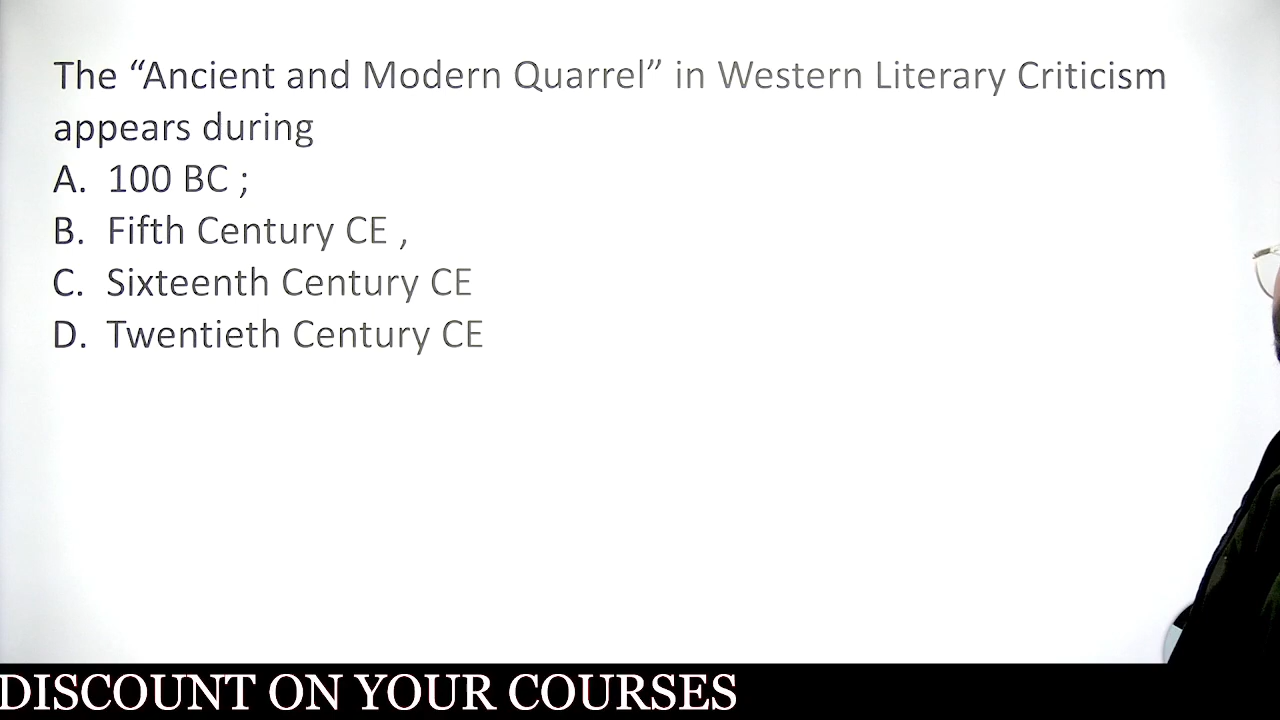 The “Ancient and Modern Quarrel” in Western Literary Criticism
appears during
A. 100 BC ;
B. Fifth Century CE ,
C. Sixteenth Century CE
D. Twentieth Century CE
DISCOUNT ON YOUR COURSES